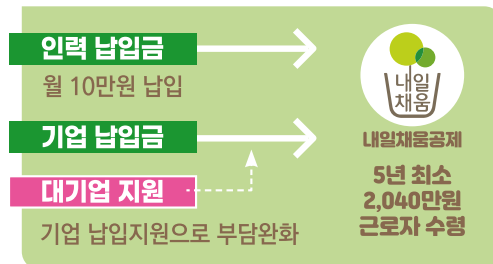 인력 납입금
월 10만원 납입
기업 납입금
대기업 지원
기업 납입지원으로 부담완화
내일
채움
내일채움공제
5년 최소
2,040만원
근로자 수령